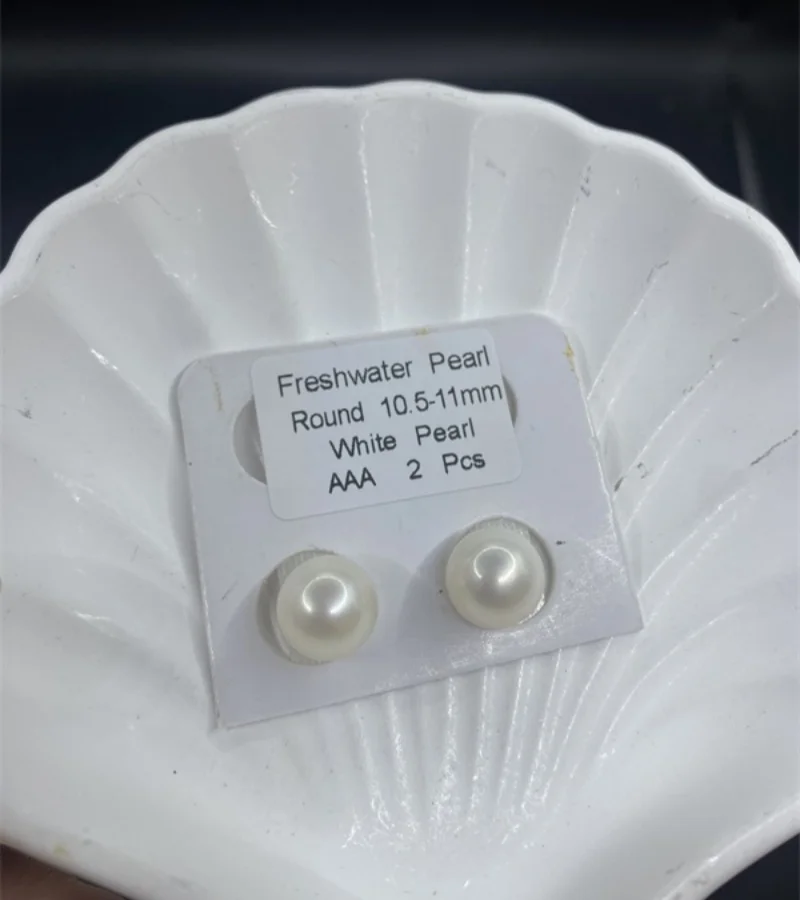 Freshwater Pearl
Round 10.5-11mm
White Pearl
AAA 2 Pcs